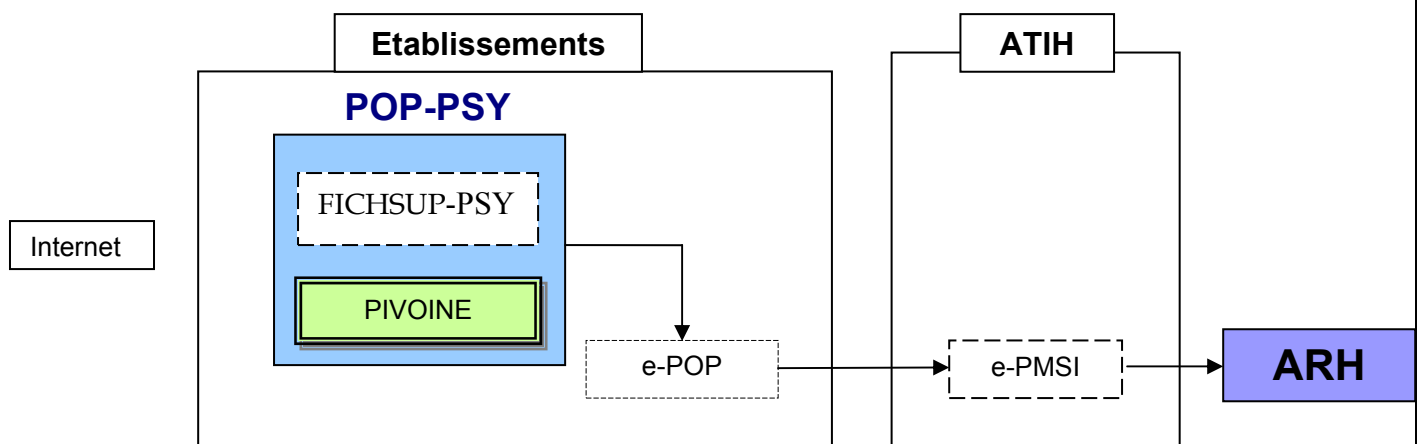 Etablissements
ATIH
POP-PSY
FICHSUP-PSY
Internet
PIVOINE
e-POP
e-PMSI
ARH